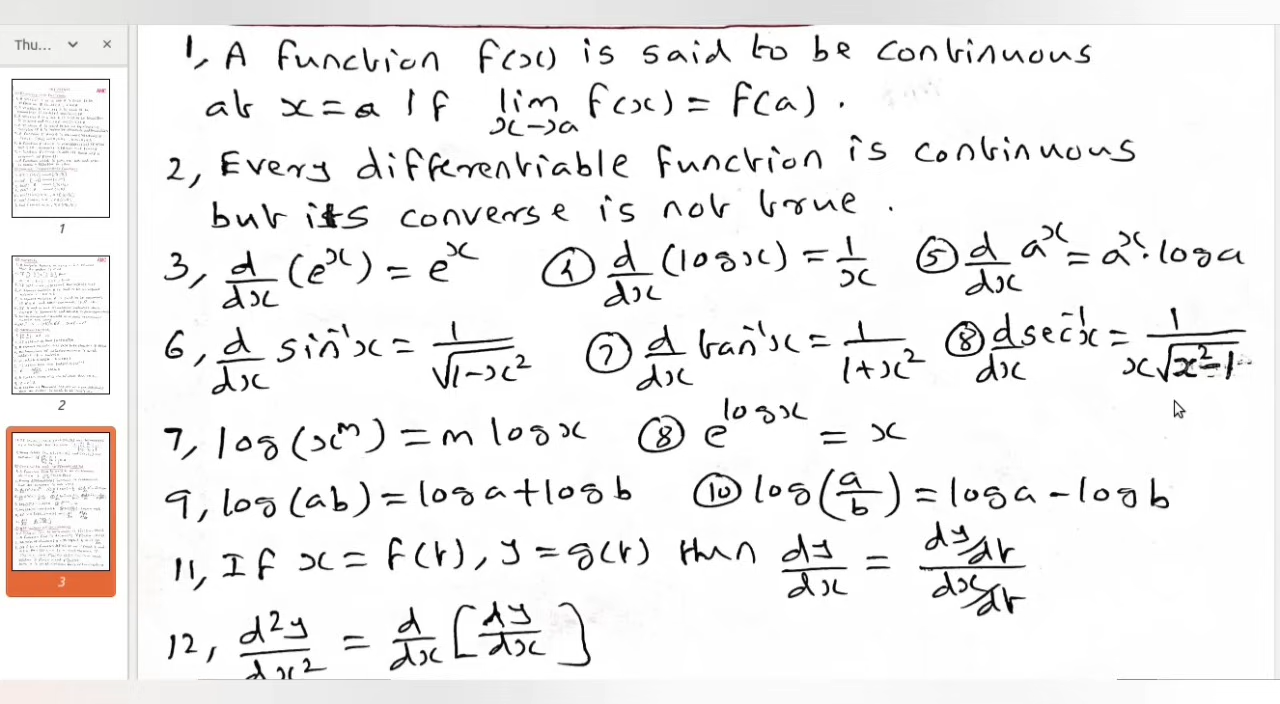 Thu...
1
2
3
1, A function f(x) is said to be continuous
at x=a If lim x→a f(x) = f(a).
2, Every differentiable function is continuous
but its converse is not true.
3, d/dx (e^x) = e^x ④ d/dx (log x) = 1/x ⑤ d/dx a^x = a^x · log a
6, d/dx sin⁻¹x = 1/√(1-x²) ⑦ d/dx tan⁻¹x = 1/(1+x²) ⑧ d/dx sec⁻¹x = 1/(x√(x²-1))
7, log(x^m) = m log x ⑧ e^(log x) = x
9, log(ab) = log a + log b ⑩ log(a/b) = log a - log b
11, If x = f(t), y = g(t) then dy/dx = (dy/dt)/(dx/dt)
12, d²y/dx² = d/dx [dy/dx]